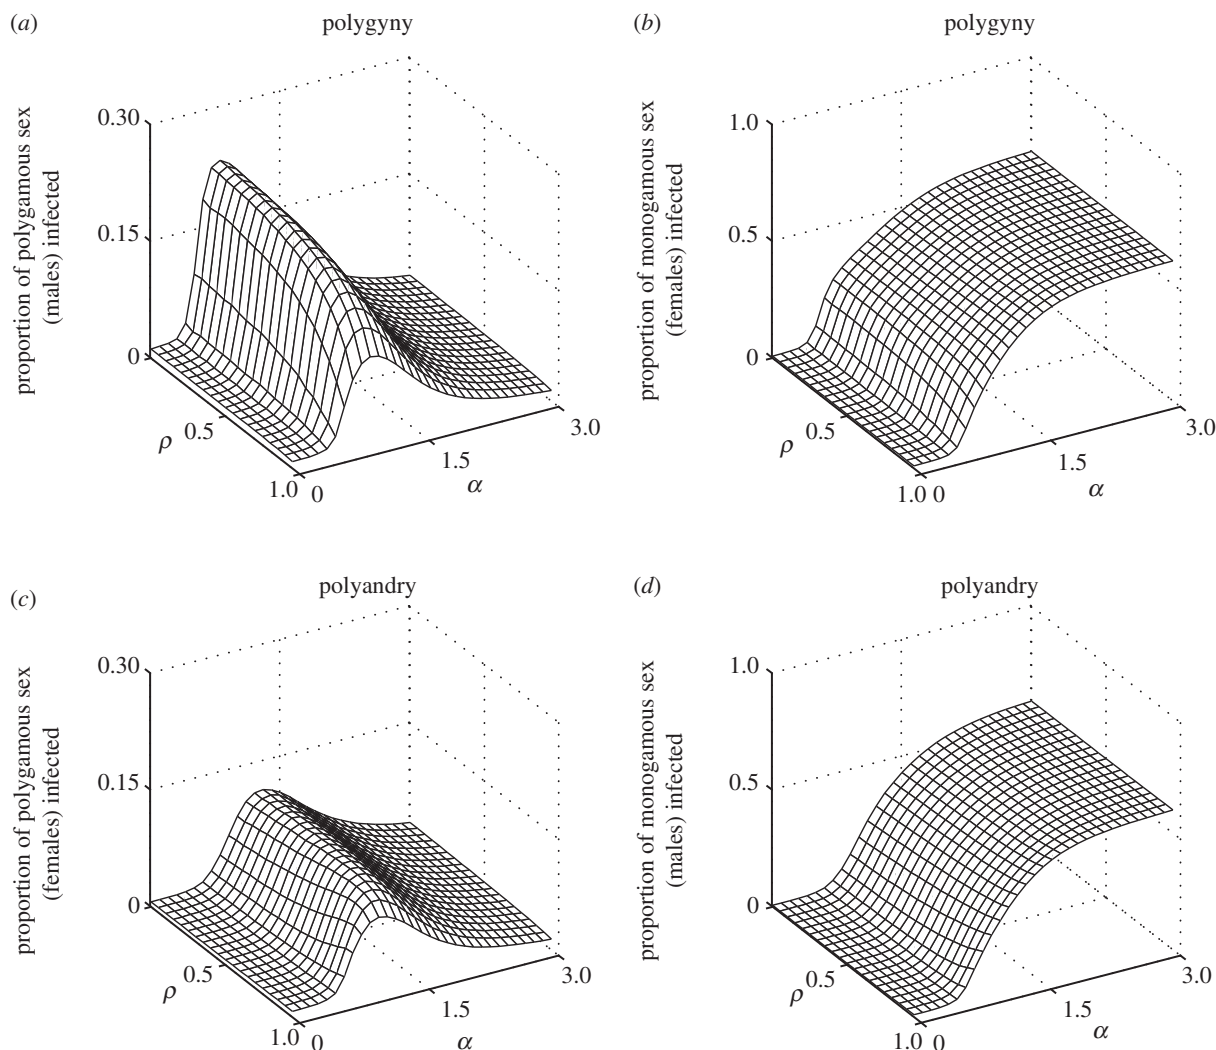 (a)
polygyny
proportion of polygamous sex
(males) infected
0.30
0.15
0
ρ
0.5
1.0
0
1.5
3.0
α
(b)
polygyny
proportion of monogamous sex
(females) infected
1.0
0.5
0
ρ
0.5
1.0
0
1.5
3.0
α
(c)
polyandry
proportion of polygamous sex
(females) infected
0.30
0.15
0
ρ
0.5
1.0
0
1.5
3.0
α
(d)
polyandry
proportion of monogamous sex
(males) infected
1.0
0.5
0
ρ
0.5
1.0
0
1.5
3.0
α